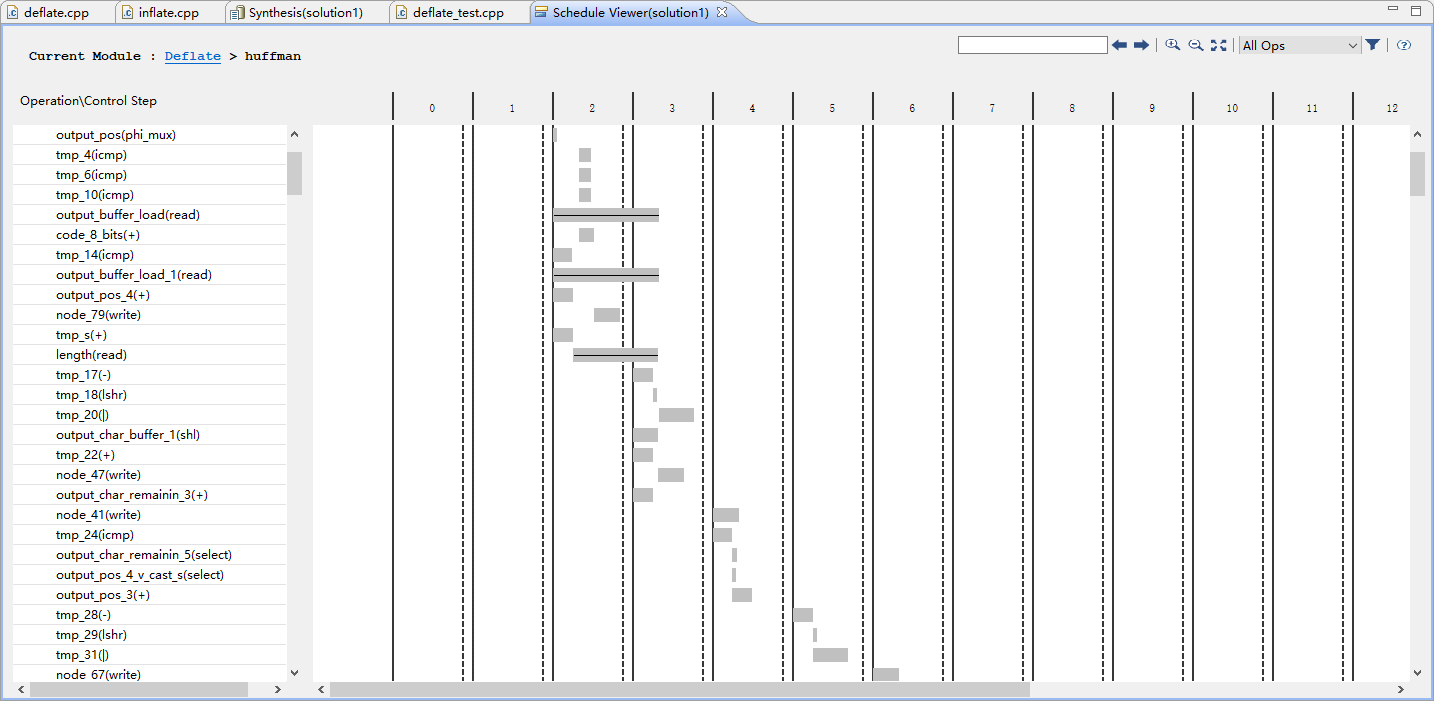 deflate.cpp inflate.cpp Synthesis(solution1) deflate_test.cpp Schedule Viewer(solution1)
Current Module : Deflate > huffman All Ops
Operation\Control Step 0 1 2 3 4 5 6 7 8 9 10 11 12
output_pos(phi_mux)
tmp_4(icmp)
tmp_6(icmp)
tmp_10(icmp)
output_buffer_load(read)
code_8_bits(+)
tmp_14(icmp)
output_buffer_load_1(read)
output_pos_4(+)
node_79(write)
tmp_s(+)
length(read)
tmp_17(-)
tmp_18(lshr)
tmp_20(|)
output_char_buffer_1(shl)
tmp_22(+)
node_47(write)
output_char_remainin_3(+)
node_41(write)
tmp_24(icmp)
output_char_remainin_5(select)
output_pos_4_v_cast_s(select)
output_pos_3(+)
tmp_28(-)
tmp_29(lshr)
tmp_31(|)
node_67(write)